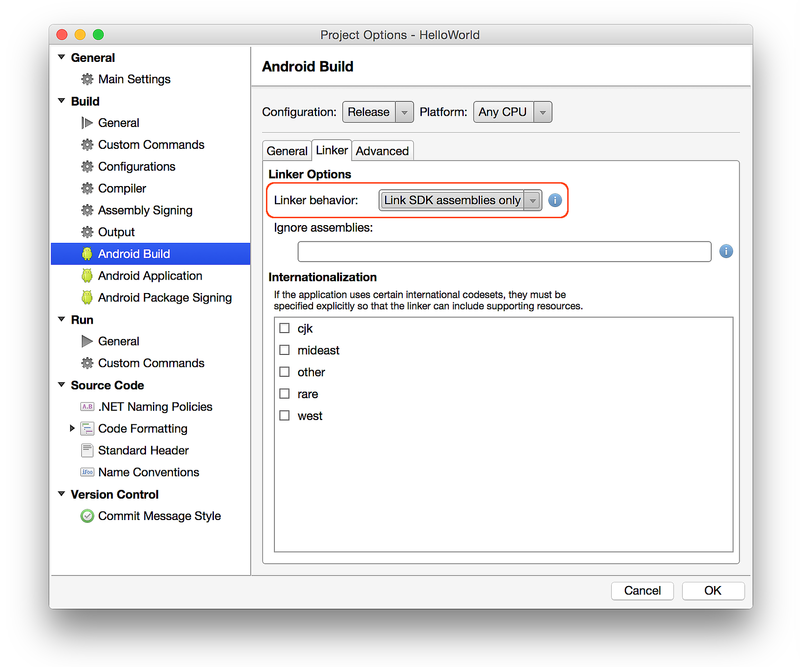 Project Options - HelloWorld
General
Main Settings
Build
General
Custom Commands
Configurations
Compiler
Assembly Signing
Output
Android Build
Android Application
Android Package Signing
Run
General
Custom Commands
Source Code
.NET Naming Policies
Code Formatting
Standard Header
Name Conventions
Version Control
Commit Message Style
Android Build
Configuration: Release Platform: Any CPU
General Linker Advanced
Linker Options
Linker behavior: Link SDK assemblies only
Ignore assemblies:
Internationalization
If the application uses certain international codesets, they must be
specified explicitly so that the linker can include supporting resources.
cjk
mideast
other
rare
west
Cancel OK